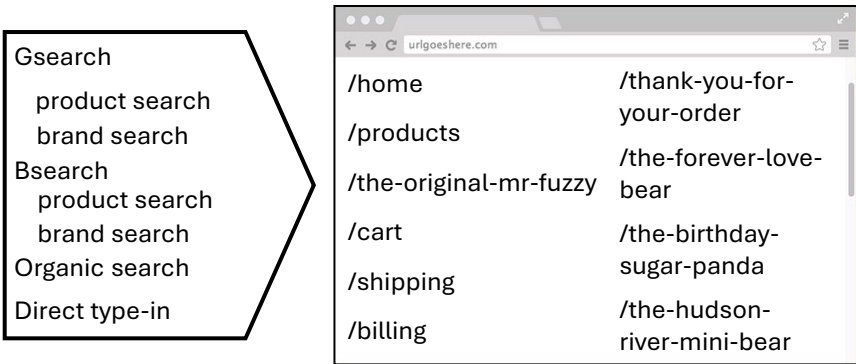 Gsearch
product search
brand search
Bsearch
product search
brand search
Organic search
Direct type-in
urlgoeshere.com
/home
/products
/the-original-mr-fuzzy
/cart
/shipping
/billing
/thank-you-for-
your-order
/the-forever-love-
bear
/the-birthday-
sugar-panda
/the-hudson-
river-mini-bear